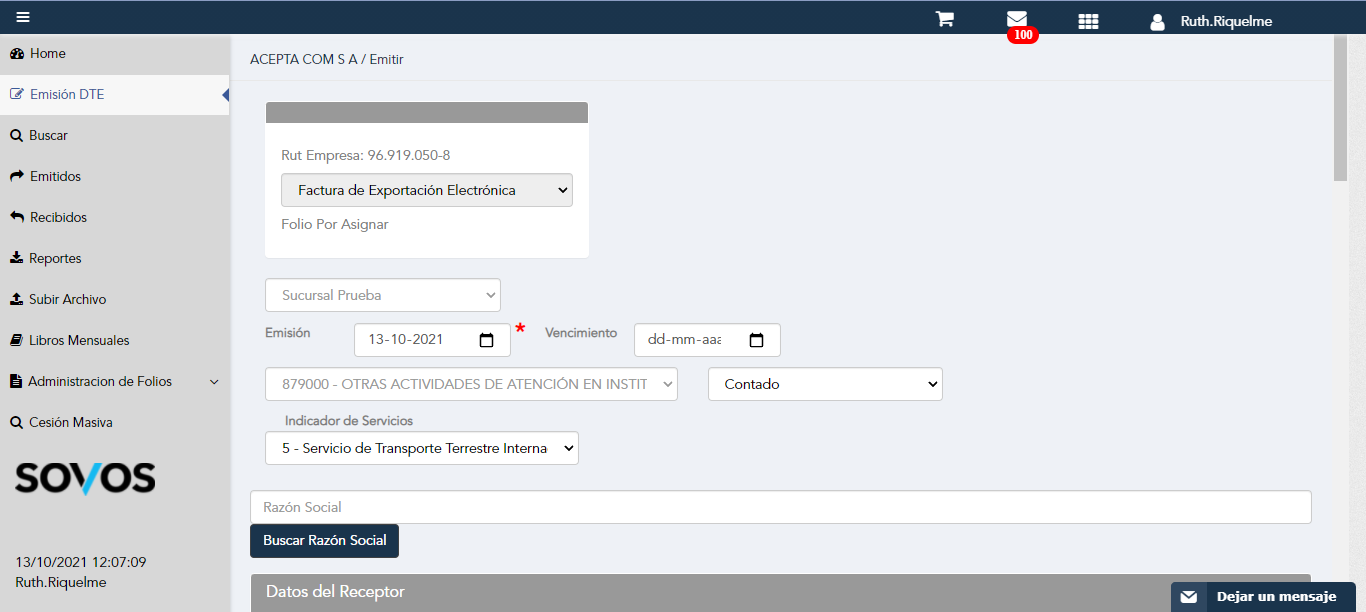 100
Ruth.Riquelme
Home
Emisión DTE
Buscar
Emitidos
Recibidos
Reportes
Subir Archivo
Libros Mensuales
Administracion de Folios
Cesión Masiva
SOVOS
13/10/2021 12:07:09
Ruth.Riquelme
ACEPTA COM S A / Emitir
Rut Empresa: 96.919.050-8
Factura de Exportación Electrónica
Folio Por Asignar
Sucursal Prueba
Emisión 13-10-2021 * Vencimiento dd-mm-aaa
879000 - OTRAS ACTIVIDADES DE ATENCIÓN EN INSTIT Contado
Indicador de Servicios
5 - Servicio de Transporte Terrestre Interna
Razón Social
Buscar Razón Social
Datos del Receptor
Dejar un mensaje